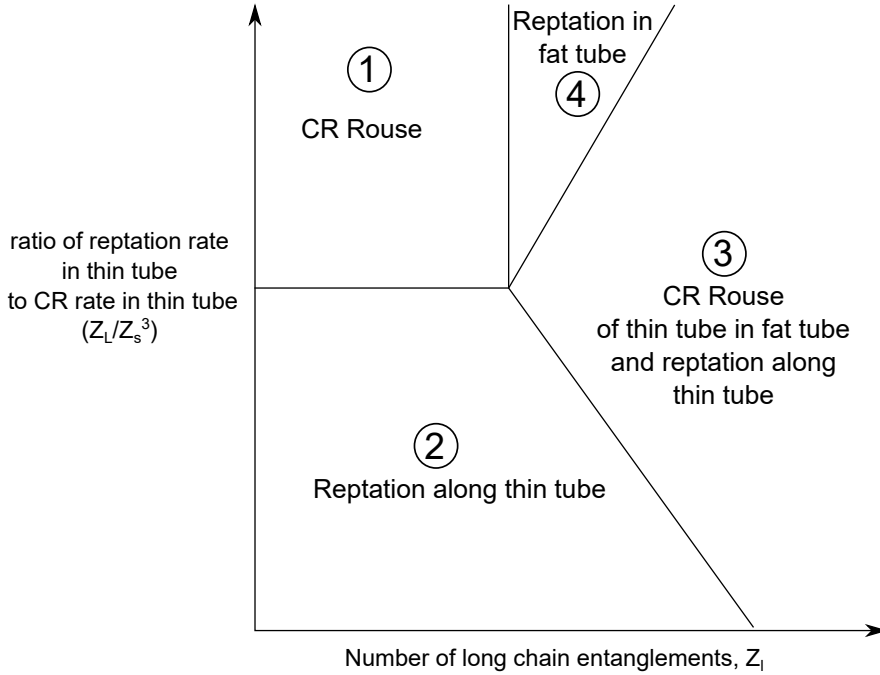 Reptation in
fat tube
4
1
CR Rouse
ratio of reptation rate
in thin tube
to CR rate in thin tube
(Z_L/Z_s^3)
3
CR Rouse
of thin tube in fat tube
and reptation along
thin tube
2
Reptation along thin tube
Number of long chain entanglements, Z_l